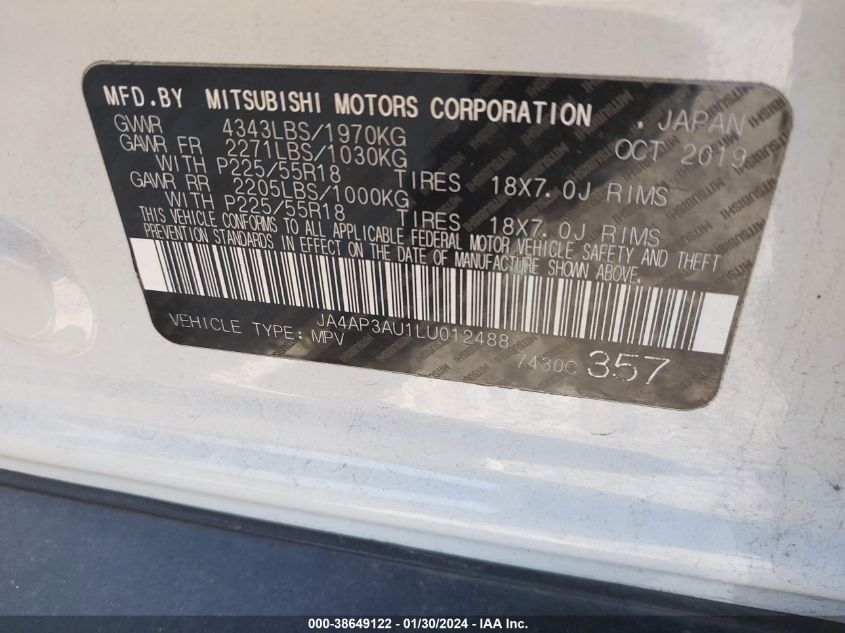 MFD.BY MITSUBISHI MOTORS CORPORATION . JAPAN
GVWR 4343LBS/1970KG OCT 2019
GAWR FR 2271LBS/1030KG
WITH P225/55R18 TIRES 18X7.0J RIMS
GAWR RR 2205LBS/1000KG
WITH P225/55R18 TIRES 18X7.0J RIMS
THIS VEHICLE CONFORMS TO ALL APPLICABLE FEDERAL MOTOR VEHICLE SAFETY AND THEFT
PREVENTION STANDARDS IN EFFECT ON THE DATE OF MANUFACTURE SHOWN ABOVE.
JA4AP3AU1LU012488
VEHICLE TYPE: MPV
7430C 357
000-38649122 - 01/30/2024 - IAA Inc.